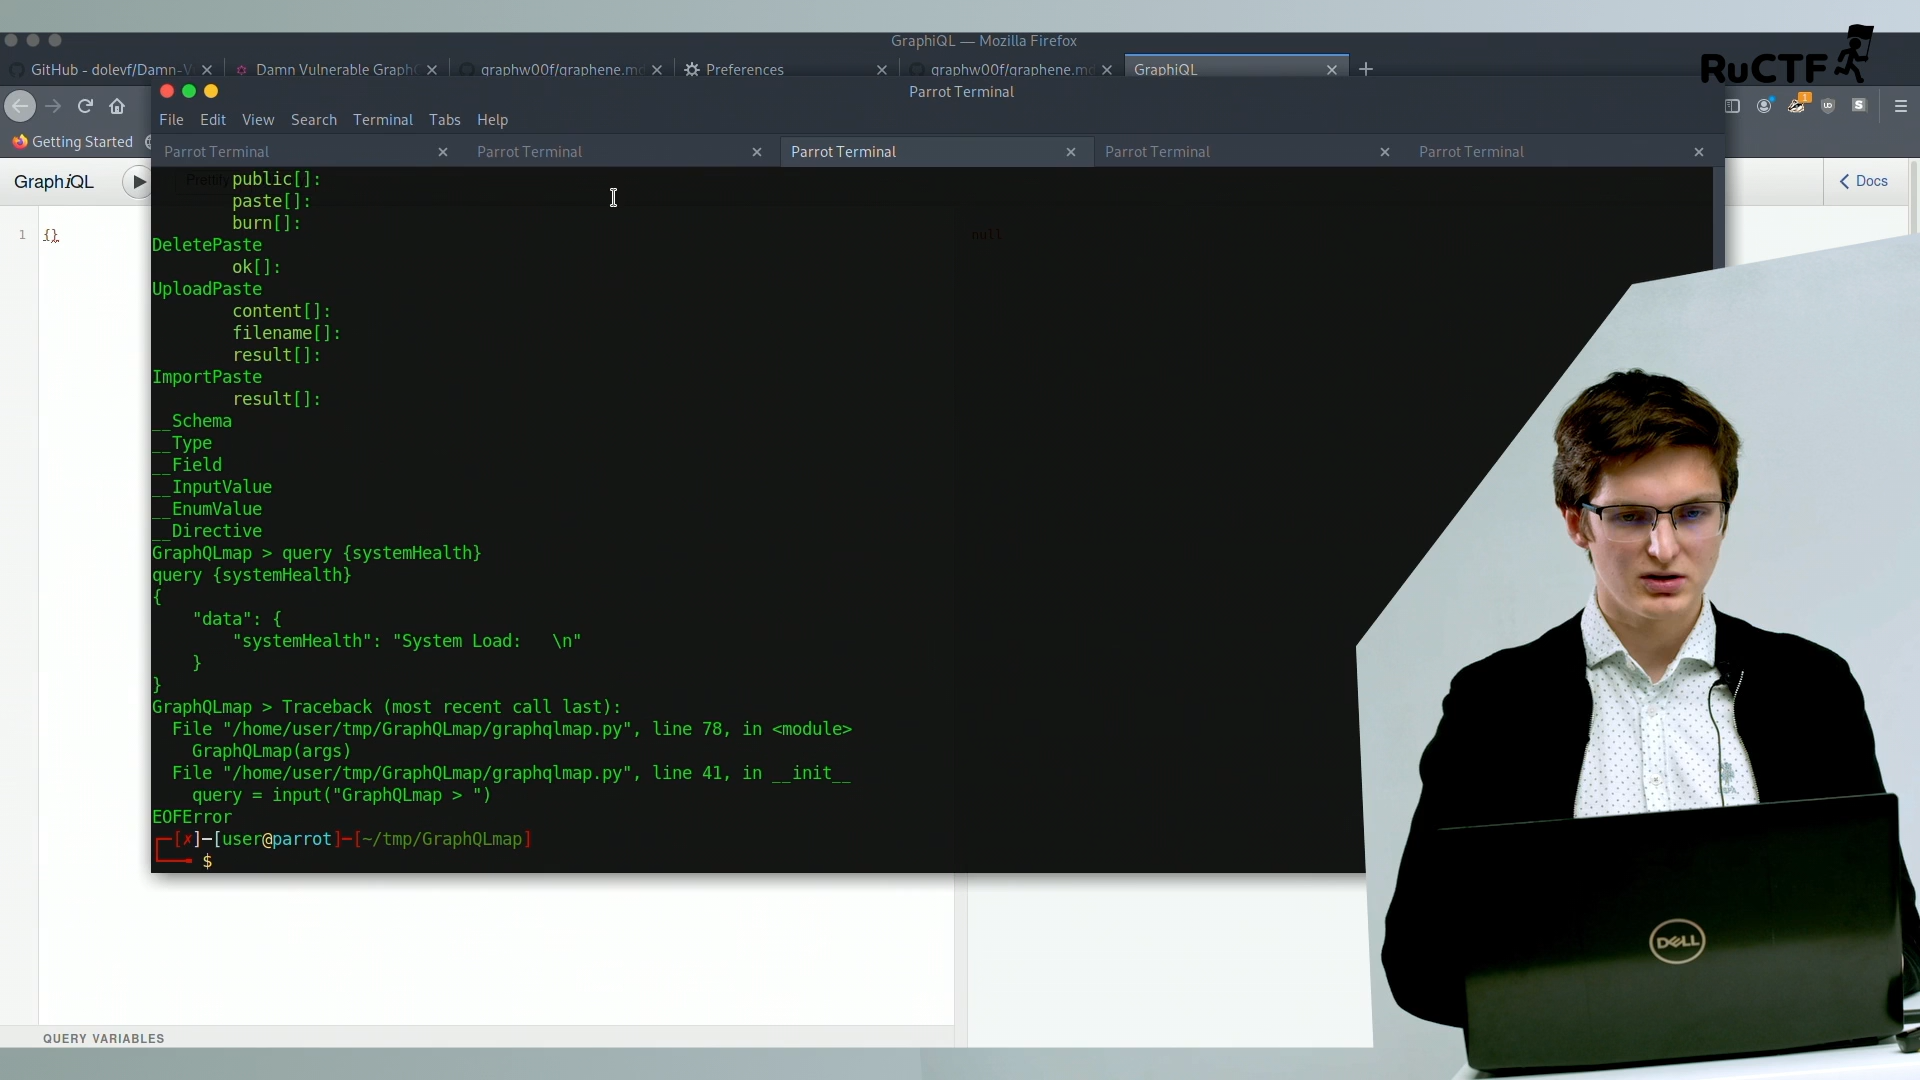 GraphiQL — Mozilla Firefox
RuCTF
GitHub - dolevf/Damn-V
Damn Vulnerable Graph
graphw00f/graphene.md
Preferences
graphw00f/graphene.md
GraphiQL
Parrot Terminal
1
File Edit View Search Terminal Tabs Help
Getting Started
Parrot Terminal
Parrot Terminal
Parrot Terminal
Parrot Terminal
Parrot Terminal
GraphiQL
Docs
1 {}
null
public[]:
paste[]:
burn[]:
DeletePaste
ok[]:
UploadPaste
content[]:
filename[]:
result[]:
ImportPaste
result[]:
__Schema
__Type
__Field
__InputValue
__EnumValue
__Directive
GraphQLmap > query {systemHealth}
query {systemHealth}
{
"data": {
"systemHealth": "System Load:   \n"
}
}
GraphQLmap > Traceback (most recent call last):
File "/home/user/tmp/GraphQLmap/graphqlmap.py", line 78, in <module>
GraphQLmap(args)
File "/home/user/tmp/GraphQLmap/graphqlmap.py", line 41, in __init__
query = input("GraphQLmap > ")
EOFError
[✗]─[user@parrot]─[~/tmp/GraphQLmap]
$
QUERY VARIABLES
DELL